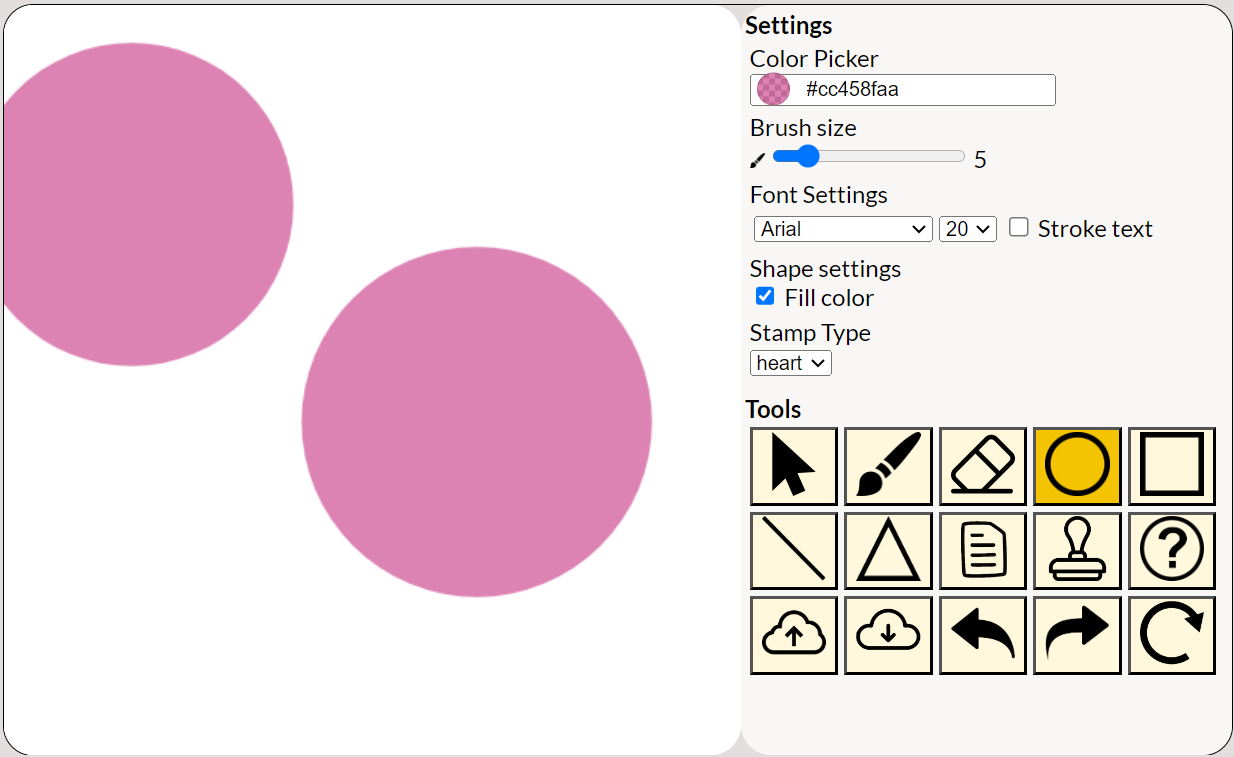 Settings
Color Picker
#cc458faa
Brush size
5
Font Settings
Arial 20 Stroke text
Shape settings
Fill color
Stamp Type
heart
Tools
?